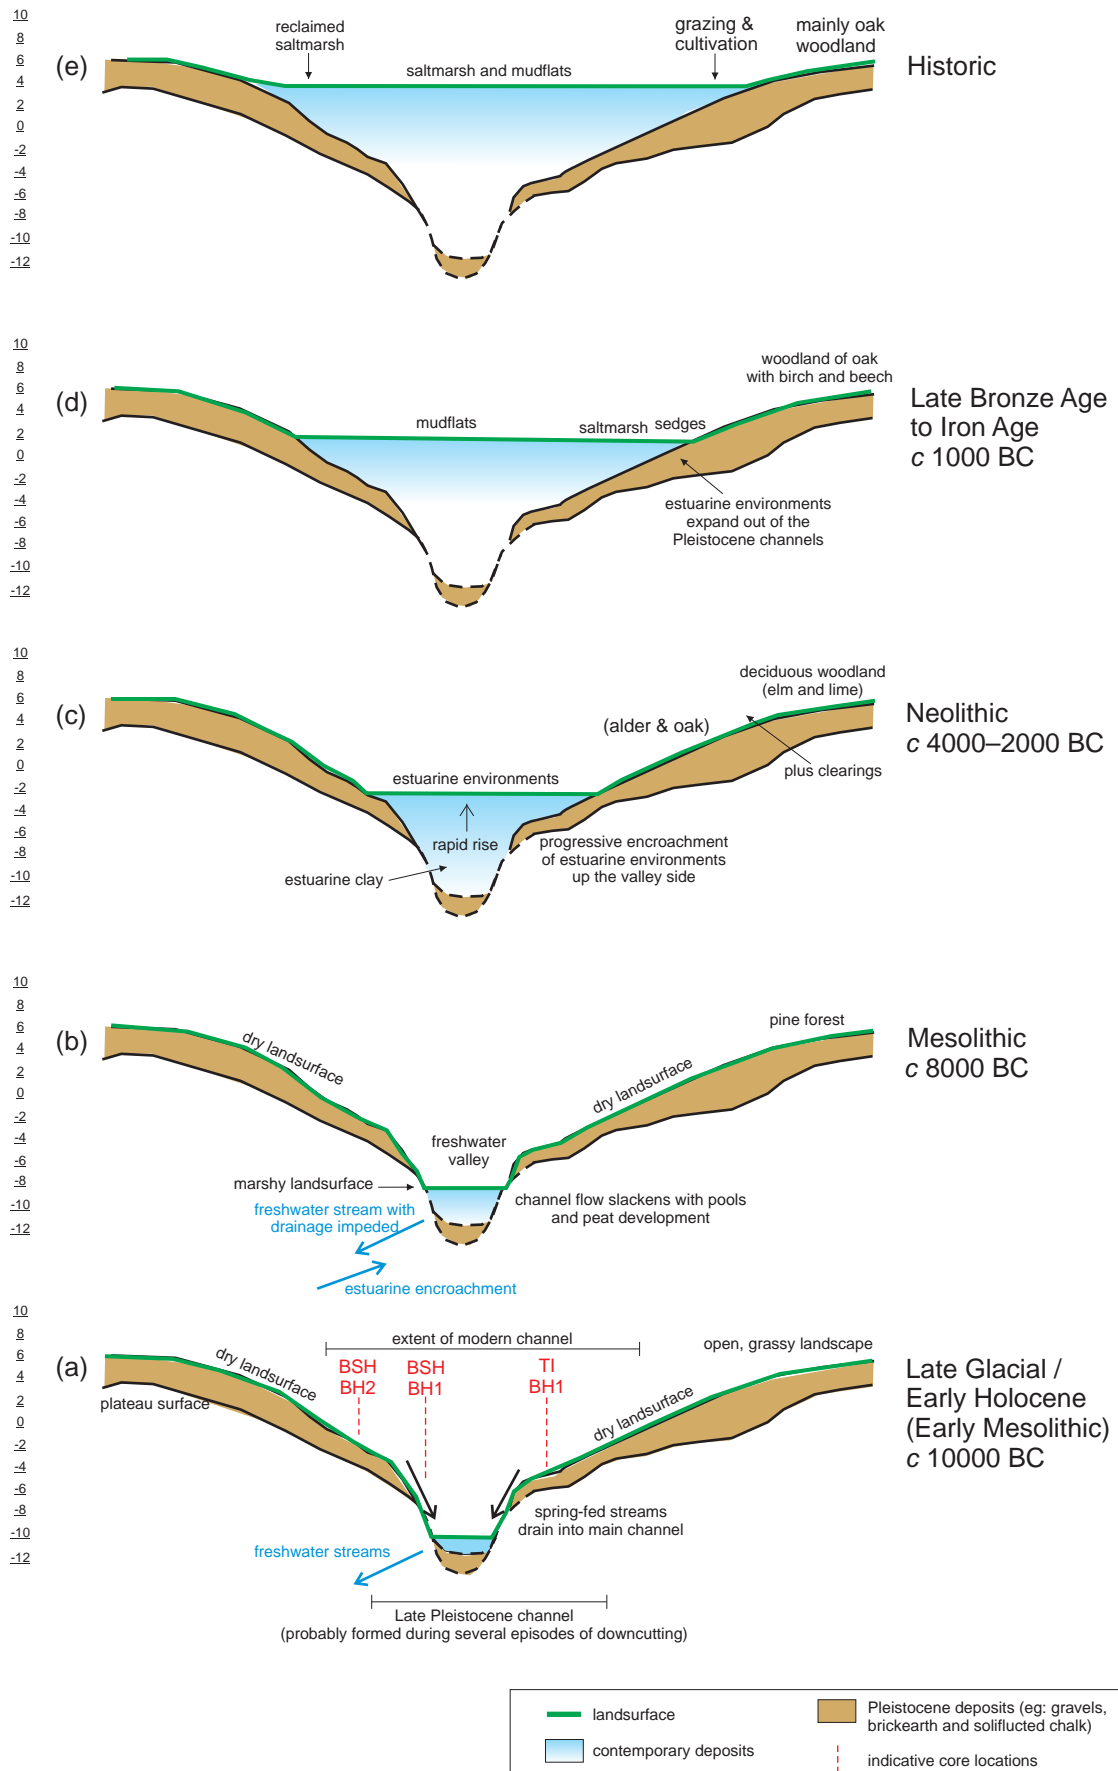 10
8
6
4
2
0
-2
-4
-6
-8
-10
-12
(e)
reclaimed
saltmarsh
saltmarsh and mudflats
grazing &
cultivation
mainly oak
woodland
Historic
10
8
6
4
2
0
-2
-4
-6
-8
-10
-12
(d)
mudflats
saltmarsh
sedges
woodland of oak
with birch and beech
estuarine environments
expand out of the
Pleistocene channels
Late Bronze Age
to Iron Age
c 1000 BC
10
8
6
4
2
0
-2
-4
-6
-8
-10
-12
(c)
estuarine environments
rapid rise
estuarine clay
(alder & oak)
deciduous woodland
(elm and lime)
plus clearings
progressive encroachment
of estuarine environments
up the valley side
Neolithic
c 4000–2000 BC
10
8
6
4
2
0
-2
-4
-6
-8
-10
-12
(b)
dry landsurface
freshwater
valley
dry landsurface
pine forest
marshy landsurface
freshwater stream with
drainage impeded
estuarine encroachment
channel flow slackens with pools
and peat development
Mesolithic
c 8000 BC
10
8
6
4
2
0
-2
-4
-6
-8
-10
-12
(a)
plateau surface
dry landsurface
extent of modern channel
BSH
BH2
BSH
BH1
TI
BH1
dry landsurface
open, grassy landscape
spring-fed streams
drain into main channel
freshwater streams
Late Pleistocene channel
(probably formed during several episodes of downcutting)
Late Glacial /
Early Holocene
(Early Mesolithic)
c 10000 BC
landsurface
contemporary deposits
Pleistocene deposits (eg: gravels,
brickearth and soliflucted chalk)
indicative core locations